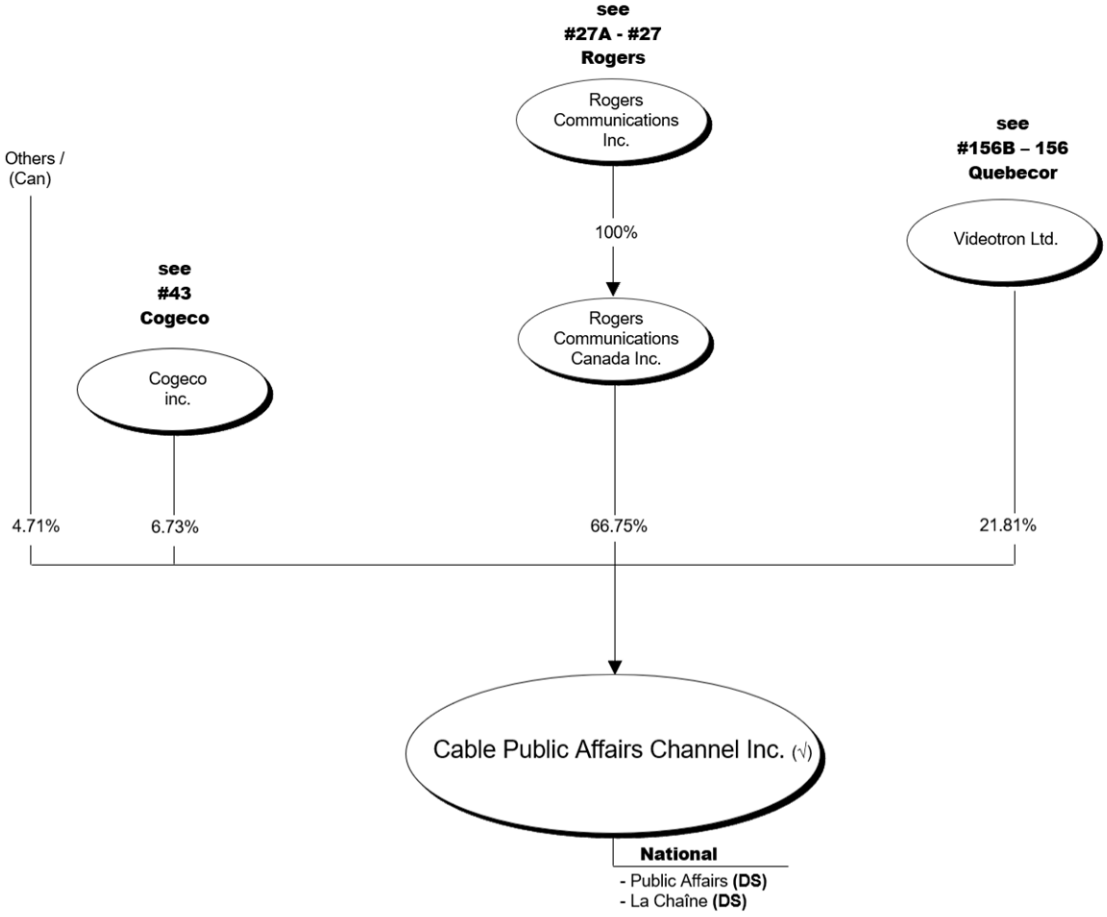 see
#27A - #27
Rogers
Rogers
Communications
Inc.
see
#156B – 156
Quebecor
Others /
(Can)
100%
Videotron Ltd.
see
#43
Cogeco
Rogers
Communications
Canada Inc.
Cogeco
inc.
4.71%
6.73%
66.75%
21.81%
Cable Public Affairs Channel Inc. (√)
National
- Public Affairs (DS)
- La Chaîne (DS)